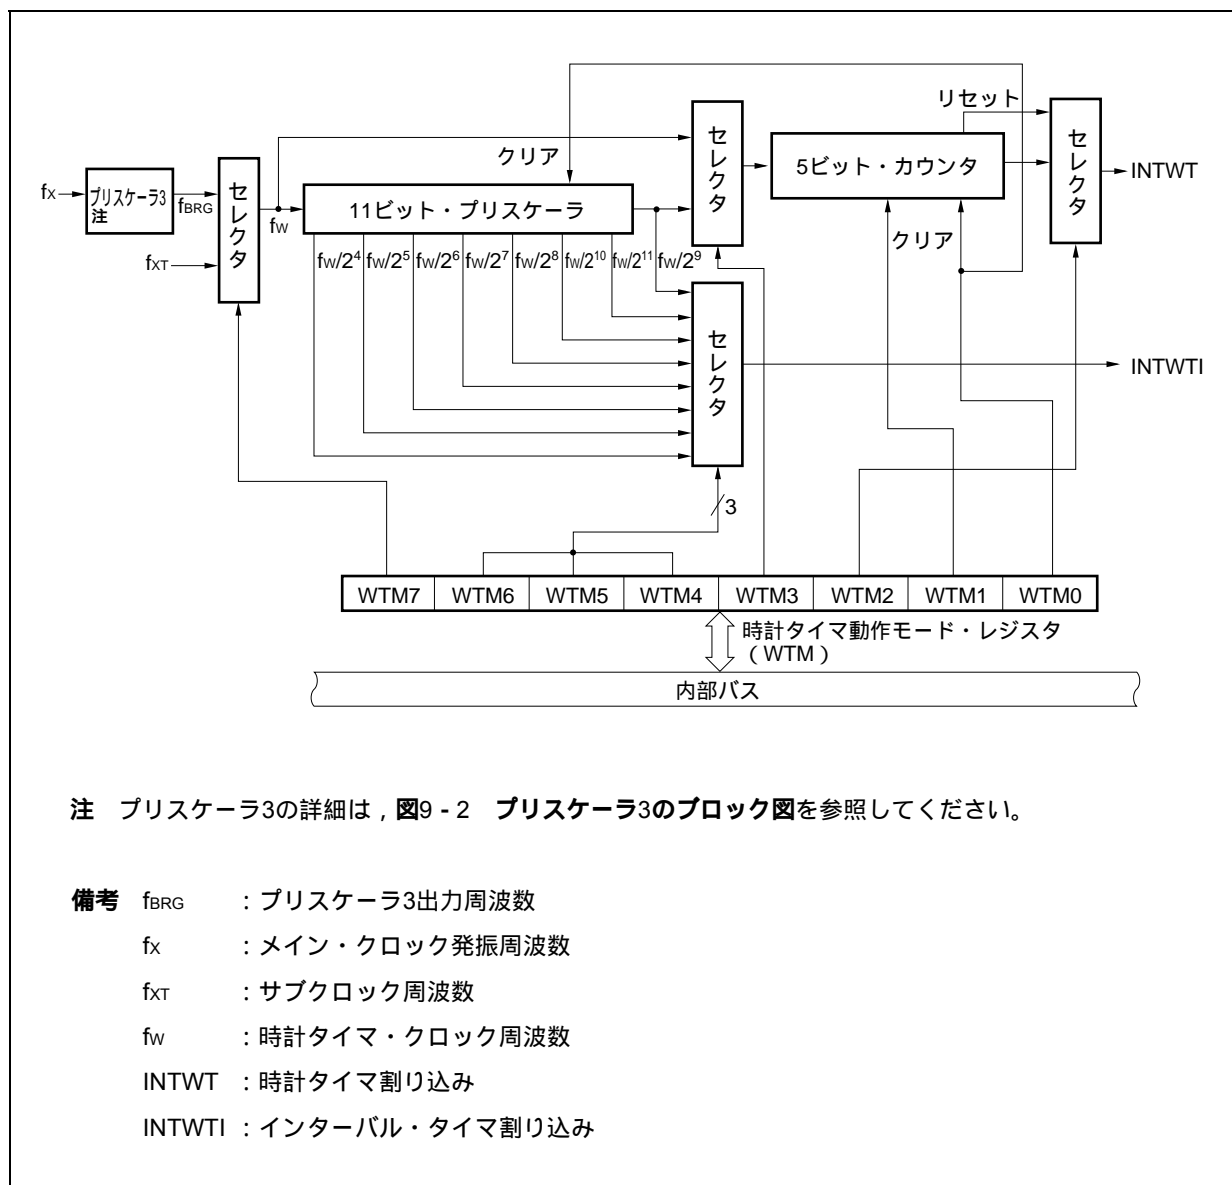 リセット
セレクタ
セレクタ
クリア
5ビット・カウンタ
INTWT
fX
プリスケーラ3
注
fBRG
セレクタ
fW
11ビット・プリスケーラ
クリア
fXT
fW/2⁴ fW/2⁵ fW/2⁶ fW/2⁷ fW/2⁸ fW/2¹⁰ fW/2¹¹ fW/2⁹
セレクタ
INTWTI
3
WTM7 WTM6 WTM5 WTM4 WTM3 WTM2 WTM1 WTM0
時計タイマ動作モード・レジスタ
(WTM)
内部バス
注 プリスケーラ3の詳細は,図9-2 プリスケーラ3のブロック図を参照してください。
備考 fBRG :プリスケーラ3出力周波数
fX :メイン・クロック発振周波数
fXT :サブクロック周波数
fW :時計タイマ・クロック周波数
INTWT :時計タイマ割り込み
INTWTI :インターバル・タイマ割り込み